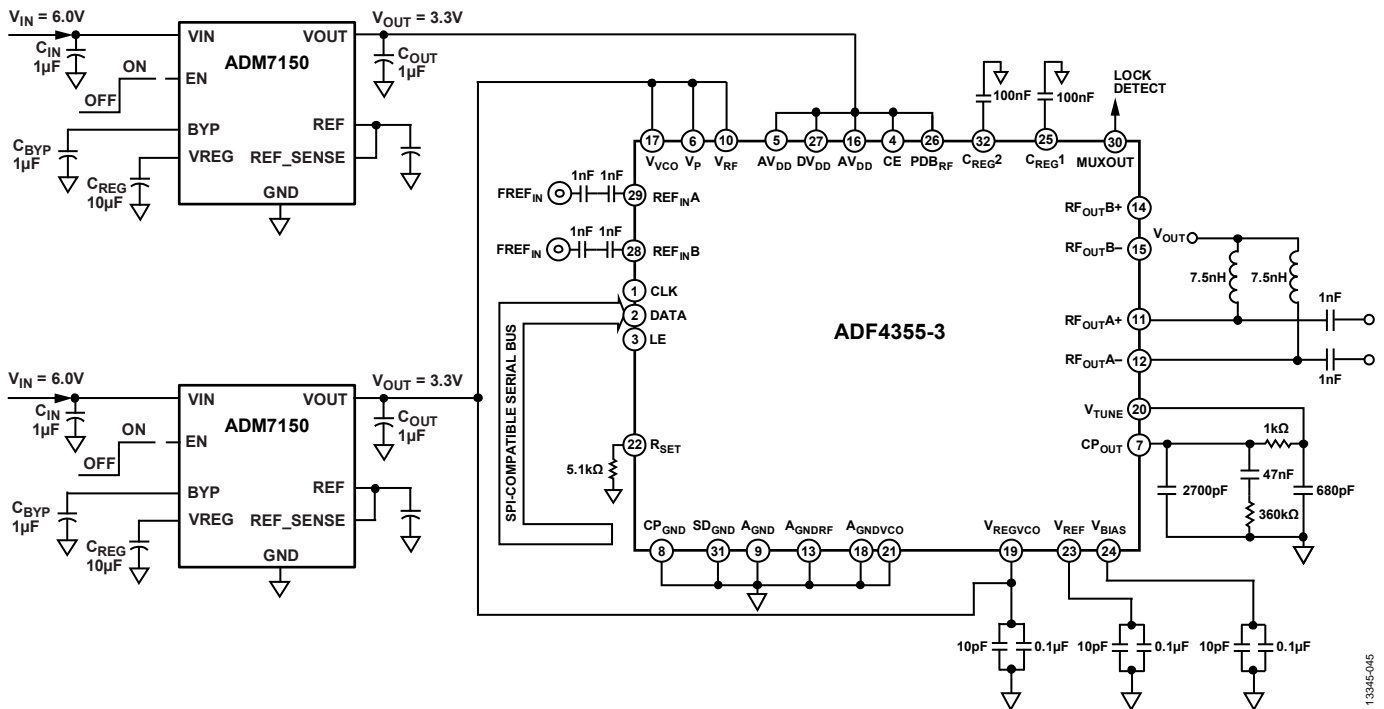 VIN = 6.0V
VOUT = 3.3V
CIN
1µF
VIN
VOUT
ADM7150
COUT
1µF
ON
OFF
EN
BYP
REF
CBYP
1µF
VREG
REF_SENSE
CREG
10µF
GND
100nF
100nF
LOCK
DETECT
17
6
10
5
27
16
4
26
32
25
30
VVCO
VP
VRF
AVDD
DVDD
AVDD
CE
PDBRF
CREG2
CREG1
MUXOUT
1nF 1nF
FREFIN
29
REFINA
1nF 1nF
FREFIN
28
REFINB
1
CLK
2
DATA
3
LE
SPI-COMPATIBLE SERIAL BUS
ADF4355-3
RFOUTB+
14
RFOUTB–
15
VOUT
7.5nH
7.5nH
RFOUTA+
11
1nF
RFOUTA–
12
1nF
VTUNE
20
CPOUT
7
1kΩ
47nF
2700pF
680pF
360kΩ
22
RSET
5.1kΩ
VIN = 6.0V
VOUT = 3.3V
CIN
1µF
VIN
VOUT
ADM7150
COUT
1µF
ON
OFF
EN
BYP
REF
CBYP
1µF
VREG
REF_SENSE
CREG
10µF
GND
CPGND
SDGND
AGND
AGNDRF
AGNDVCO
VREGVCO
VREF
VBIAS
8
31
9
13
18
21
19
23
24
10pF
0.1µF
10pF
0.1µF
10pF
0.1µF
13345-045